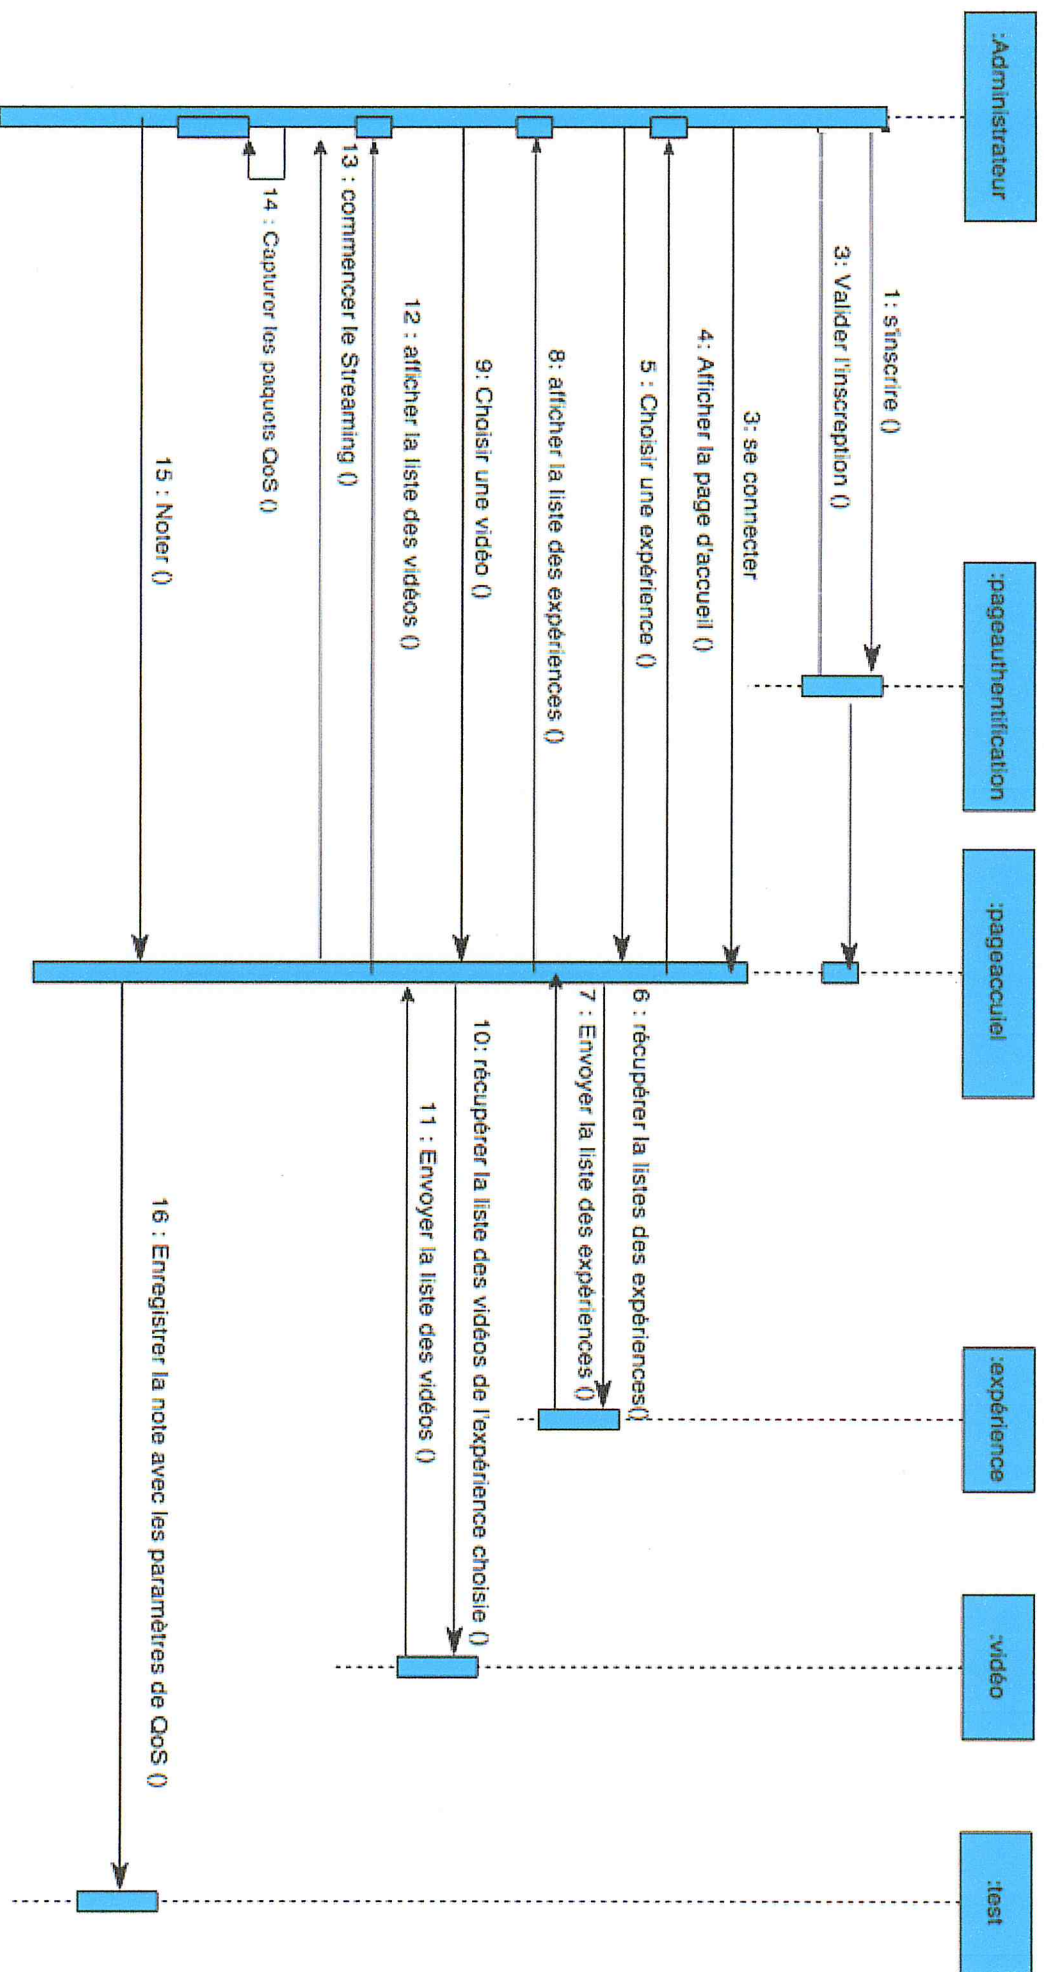 :Administrateur
:pageauthentification
:pageaccuiel
:expérience
:vidéo
:test
1: s'inscrire ()
3: Valider l'inscreption ()
3: se connecter
4: Afficher la page d'accueil ()
5 : Choisir une expérience ()
6 : récupérer la listes des expériences()
7 : Envoyer la liste des expériences ()
8: afficher la liste des expériences ()
9: Choisir une vidéo ()
10: récupérer la liste des vidéos de l'expérience choisie ()
11 : Envoyer la liste des vidéos ()
12 : afficher la liste des vidéos ()
13 : commencer le Streaming ()
14 : Capturer les paquets QoS ()
15 : Noter ()
16 : Enregistrer la note avec les paramètres de QoS ()